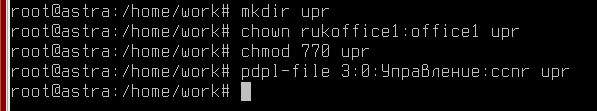 root@astra:/home/work# mkdir upr
root@astra:/home/work# chown rukoffice1:office1 upr
root@astra:/home/work# chmod 770 upr
root@astra:/home/work# pdpl-file 3:0:Управление:ccnr upr
root@astra:/home/work#